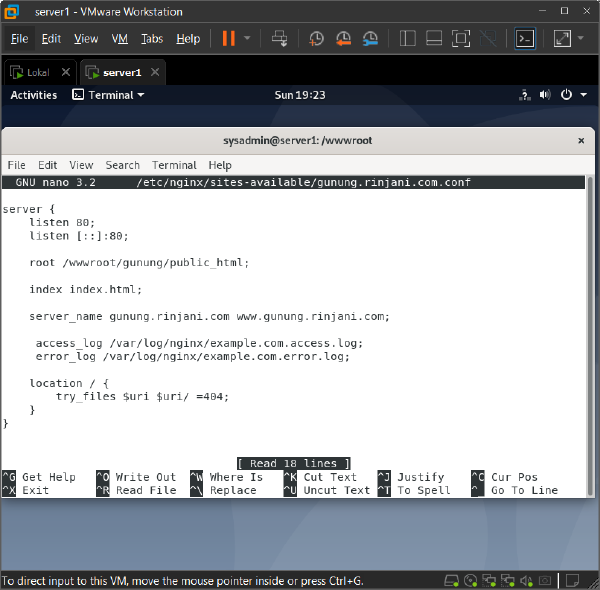 server1 - VMware Workstation
File Edit View VM Tabs Help
Lokal server1
Activities Terminal Sun 19:23
sysadmin@server1: /wwwroot
File Edit View Search Terminal Help
GNU nano 3.2 /etc/nginx/sites-available/gunung.rinjani.com.conf
server {
listen 80;
listen [::]:80;
root /wwwroot/gunung/public_html;
index index.html;
server_name gunung.rinjani.com www.gunung.rinjani.com;
access_log /var/log/nginx/example.com.access.log;
error_log /var/log/nginx/example.com.error.log;
location / {
try_files $uri $uri/ =404;
}
}
[ Read 18 lines ]
^G Get Help ^O Write Out ^W Where Is ^K Cut Text ^J Justify ^C Cur Pos
^X Exit ^R Read File ^\ Replace ^U Uncut Text ^T To Spell ^_ Go To Line
To direct input to this VM, move the mouse pointer inside or press Ctrl+G.